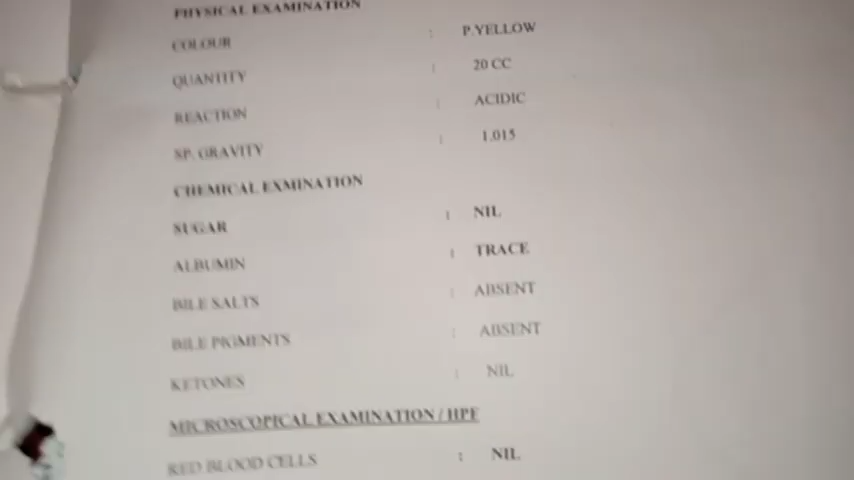 PHYSICAL EXAMINATION
COLOUR : P.YELLOW
QUANTITY : 20 CC
REACTION : ACIDIC
SP. GRAVITY : 1.015
CHEMICAL EXMINATION
SUGAR : NIL
ALBUMIN : TRACE
BILE SALTS : ABSENT
BILE PIGMENTS : ABSENT
KETONES : NIL
MICROSCOPICAL EXAMINATION / HPF
RED BLOOD CELLS : NIL